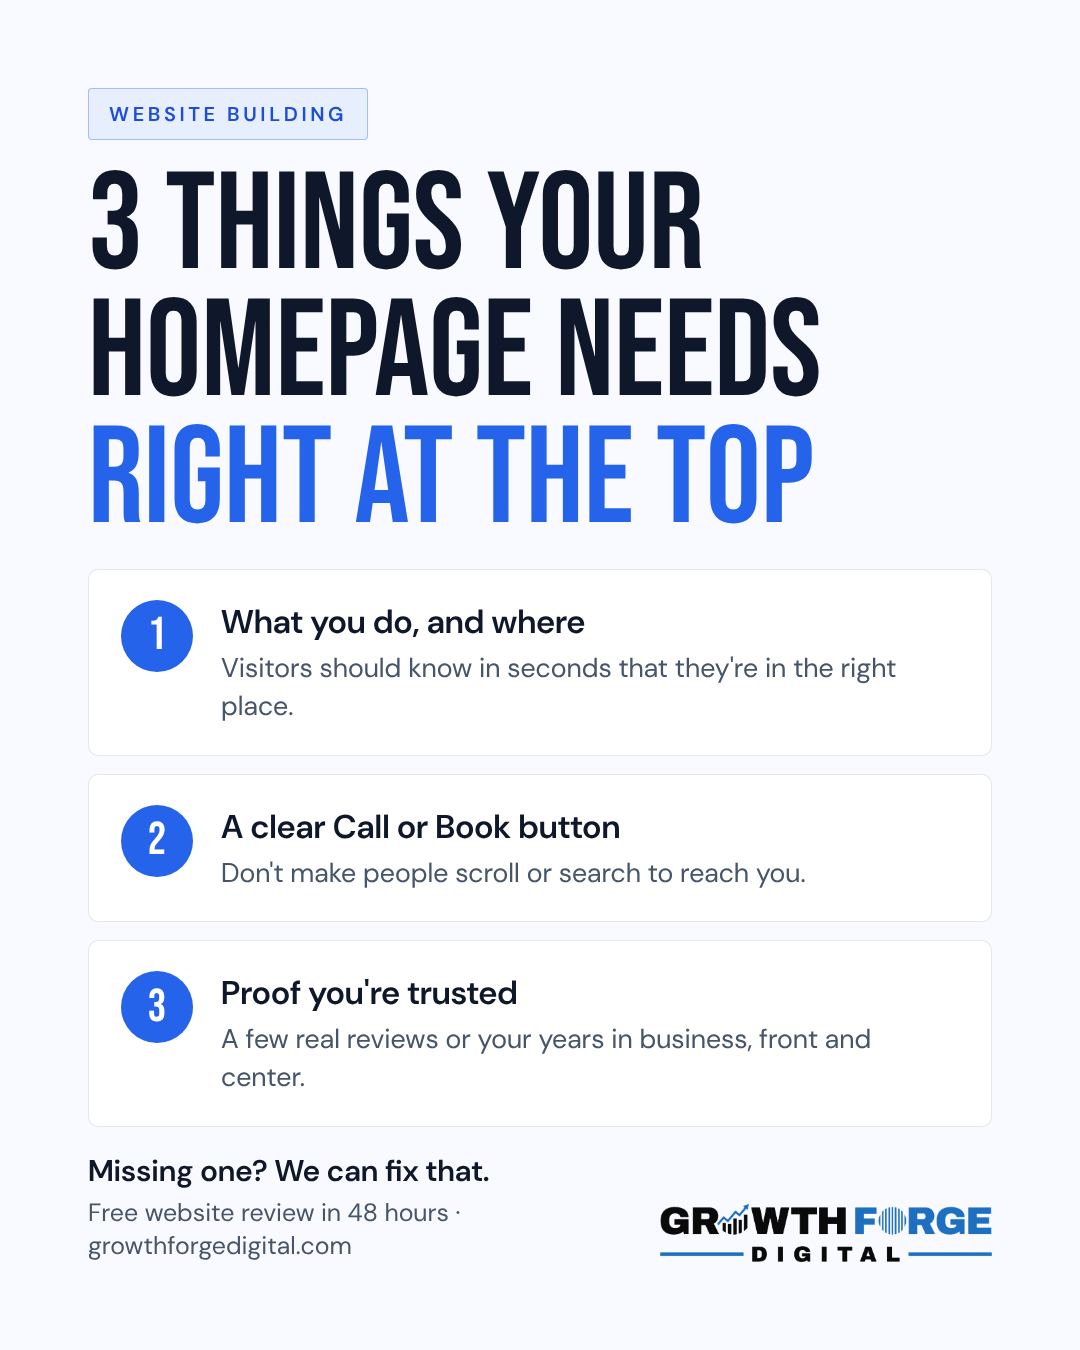 WEBSITE BUILDING
3 THINGS YOUR
HOMEPAGE NEEDS
RIGHT AT THE TOP
1
What you do, and where
Visitors should know in seconds that they're in the right
place.
2
A clear Call or Book button
Don't make people scroll or search to reach you.
3
Proof you're trusted
A few real reviews or your years in business, front and
center.
Missing one? We can fix that.
Free website review in 48 hours ·
growthforgedigital.com
GROWTH FORGE
DIGITAL